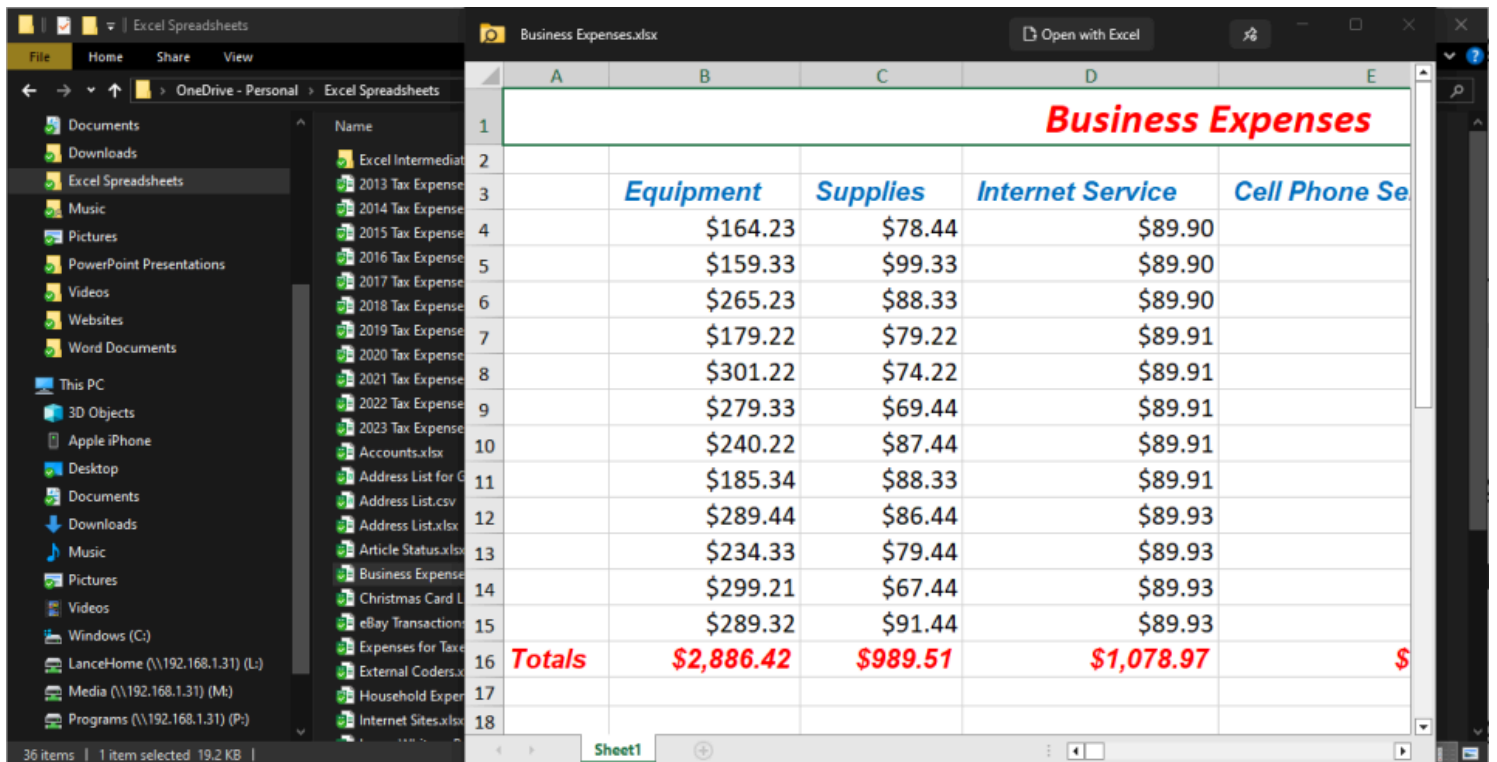 Excel Spreadsheets
File Home Share View
OneDrive - Personal > Excel Spreadsheets
Documents
Downloads
Excel Spreadsheets
Music
Pictures
PowerPoint Presentations
Videos
Websites
Word Documents
This PC
3D Objects
Apple iPhone
Desktop
Documents
Downloads
Music
Pictures
Videos
Windows (C:)
LanceHome (\\192.168.1.31) (L:)
Media (\\192.168.1.31) (M:)
Programs (\\192.168.1.31) (P:)
36 items | 1 item selected 19.2 KB |
Name
Excel Intermediat
2013 Tax Expense
2014 Tax Expense
2015 Tax Expense
2016 Tax Expense
2017 Tax Expense
2018 Tax Expense
2019 Tax Expense
2020 Tax Expense
2021 Tax Expense
2022 Tax Expense
2023 Tax Expense
Accounts.xlsx
Address List for G
Address List.csv
Address List.xlsx
Article Status.xlsx
Business Expense
Christmas Card L
eBay Transactions
Expenses for Taxe
External Coders.x
Household Exper
Internet Sites.xlsx
Business Expenses.xlsx Open with Excel
A B C D E
1 Business Expenses
2
3 Equipment Supplies Internet Service Cell Phone Se
4 $164.23 $78.44 $89.90
5 $159.33 $99.33 $89.90
6 $265.23 $88.33 $89.90
7 $179.22 $79.22 $89.91
8 $301.22 $74.22 $89.91
9 $279.33 $69.44 $89.91
10 $240.22 $87.44 $89.91
11 $185.34 $88.33 $89.91
12 $289.44 $86.44 $89.93
13 $234.33 $79.44 $89.93
14 $299.21 $67.44 $89.93
15 $289.32 $91.44 $89.93
16 Totals $2,886.42 $989.51 $1,078.97 $
17
18
Sheet1